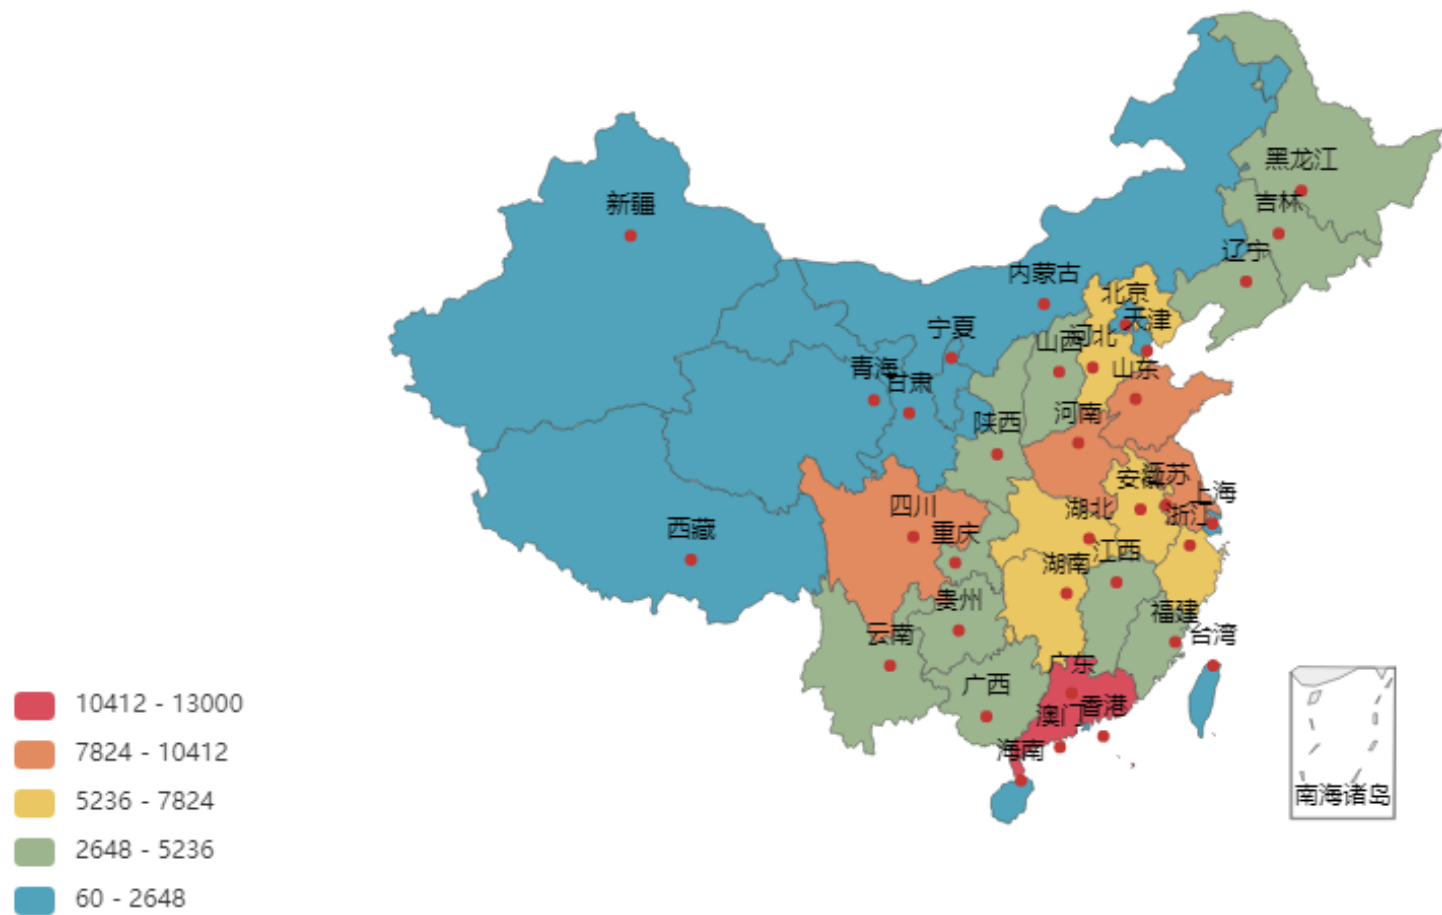 黑龙江
吉林
新疆
辽宁
内蒙古
北京
天津
宁夏
河北
山西
青海
山东
甘肃
河南
陕西
江苏
安徽
上海
四川
湖北
浙江
西藏
重庆
江西
湖南
贵州
福建
云南
台湾
广东
广西
香港
澳门
海南
南海诸岛
10412 - 13000
7824 - 10412
5236 - 7824
2648 - 5236
60 - 2648